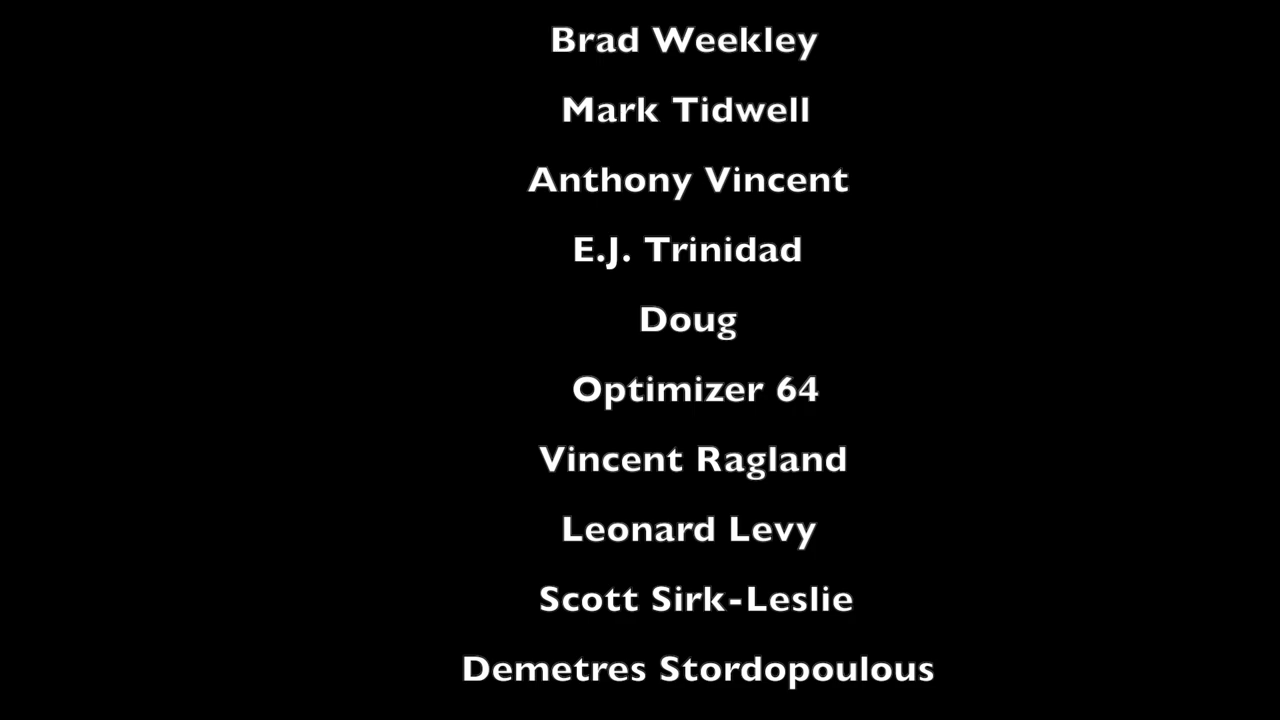 Brad Weekley
Mark Tidwell
Anthony Vincent
E.J. Trinidad
Doug
Optimizer 64
Vincent Ragland
Leonard Levy
Scott Sirk-Leslie
Demetres Stordopoulous